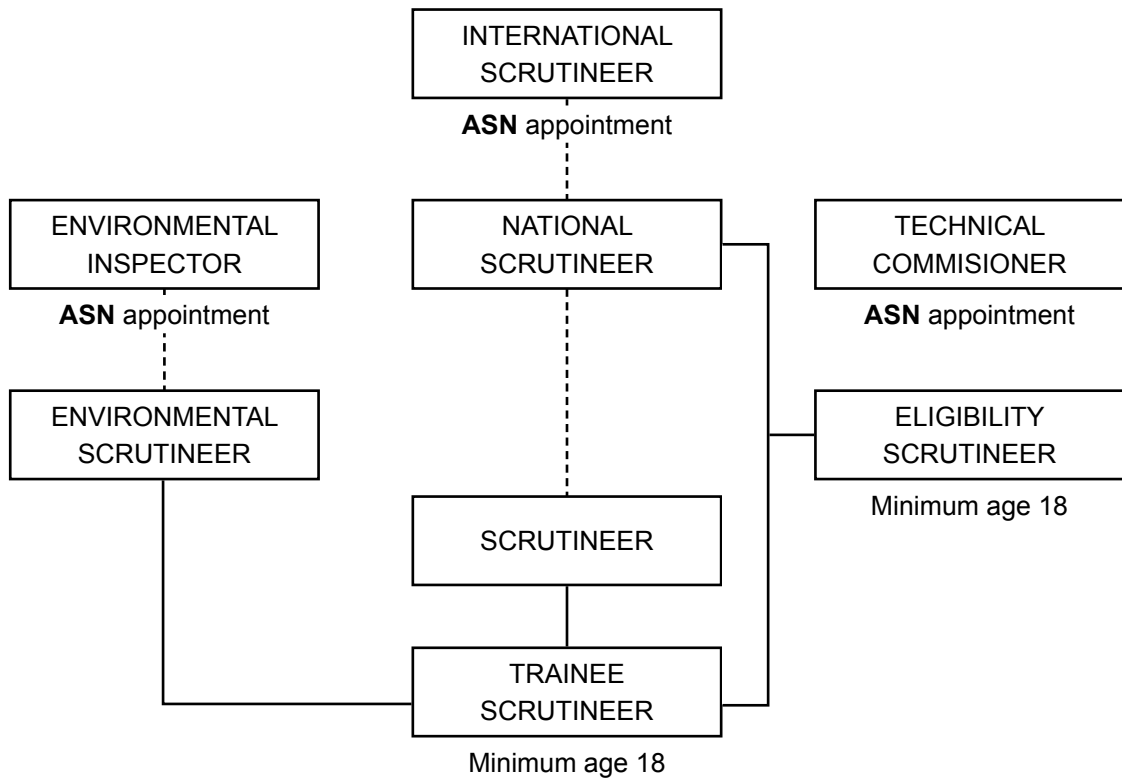 INTERNATIONAL
SCRUTINEER
ASN appointment
ENVIRONMENTAL
INSPECTOR
ASN appointment
NATIONAL
SCRUTINEER
TECHNICAL
COMMISIONER
ASN appointment
ENVIRONMENTAL
SCRUTINEER
ELIGIBILITY
SCRUTINEER
Minimum age 18
SCRUTINEER
TRAINEE
SCRUTINEER
Minimum age 18